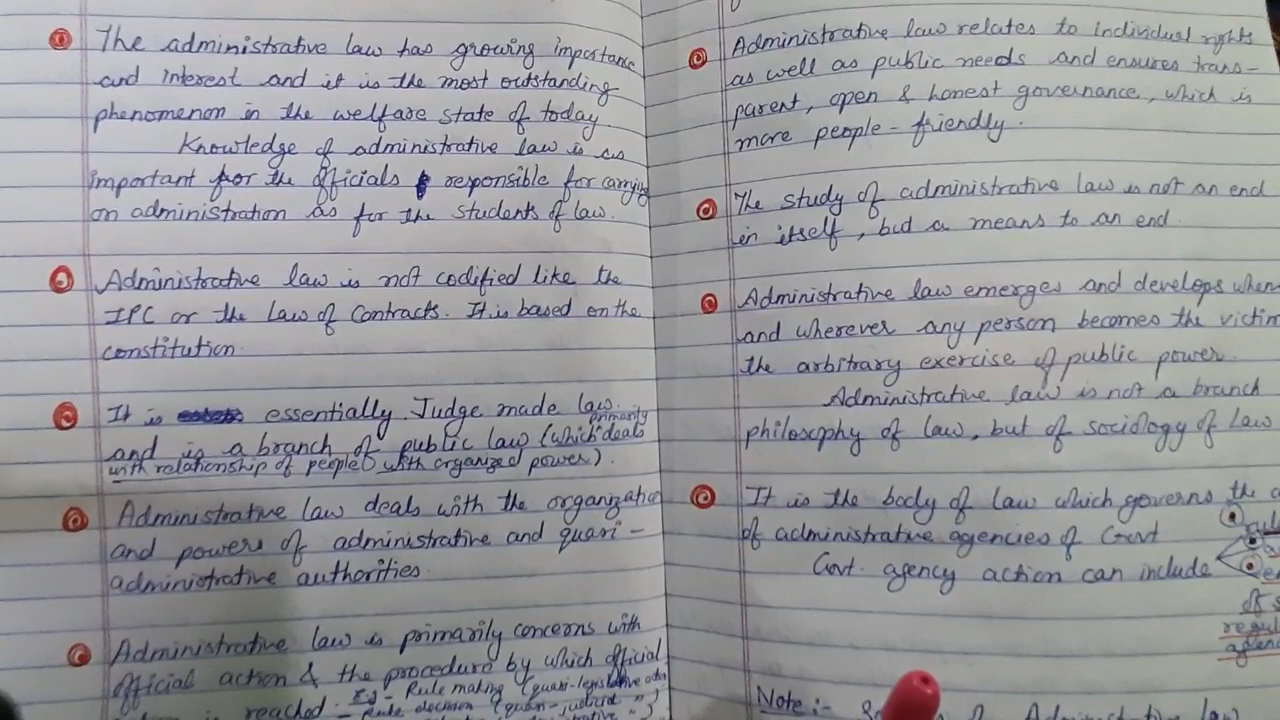 The administrative law has growing importance
and interest and it is the most outstanding
phenomenon in the welfare state of today
Knowledge of administrative law is as
important for the officials responsible for carrying
on administration as for the students of law.
Administrative law is not codified like the
IPC or the Law of Contracts. It is based on the
constitution.
It is essentially Judge made law.
primarily
and is a branch of public law (which deals
with relationship of people with organized power).
Administrative law deals with the organization
and powers of administrative and quasi-
administrative authorities.
Administrative law is primarily concerns with
official action & the procedure by which official
reached. Eg - Rule making (quasi-legislative
- Rule decision (quasi-judicial " )
Administrative law relates to individual rights
as well as public needs and ensures trans-
parent, open & honest governance, which is
more people-friendly.
The study of administrative law is not an end
in itself, but a means to an end.
Administrative law emerges and develops when
and wherever any person becomes the victim
the arbitrary exercise of public power.
Administrative law is not a branch
philosophy of law, but of sociology of law
It is the body of law which governs the
of administrative agencies of Govt
Govt. agency action can include
Note:- Administrative law